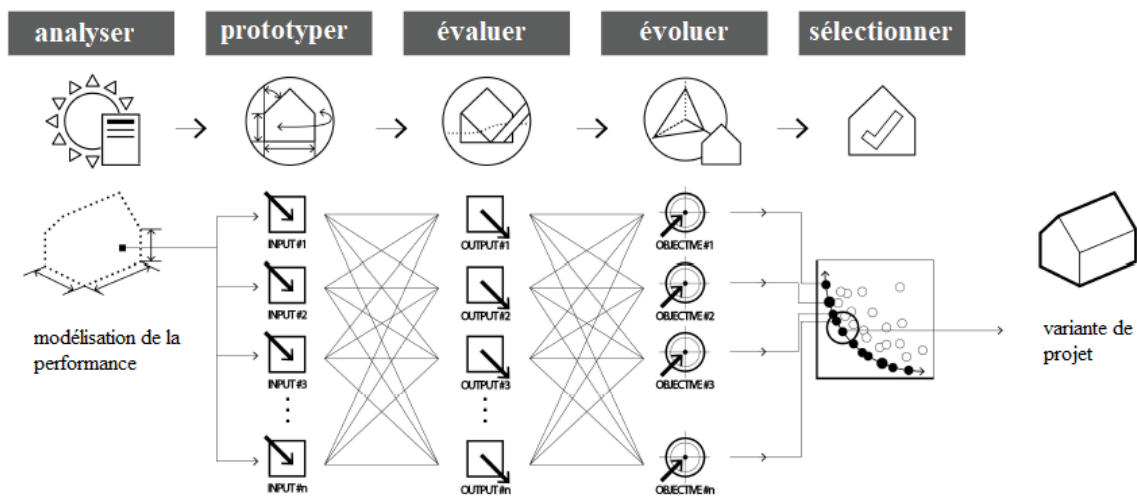 analyser
prototyper
évaluer
évoluer
sélectionner
INPUT #1
OUTPUT #1
OBJECTIVE #1
INPUT #2
OUTPUT #2
OBJECTIVE #2
modélisation de la
performance
variante de
projet
INPUT #3
OUTPUT #3
OBJECTIVE #3
INPUT #n
OUTPUT #n
OBJECTIVE #n